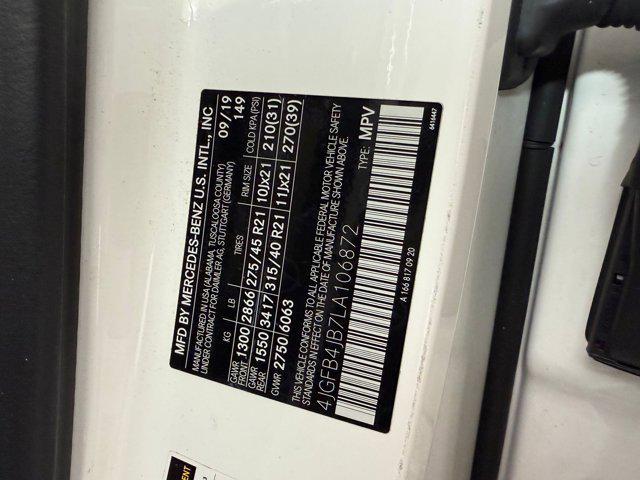 MFD BY MERCEDES-BENZ U.S. INTL., INC 09/19
MANUFACTURED IN USA (ALABAMA, TUSCALOOSA COUNTY) 149
UNDER CONTRACT FOR DAIMLER AG, STUTTGART (GERMANY)
KG LB TIRES RIM SIZE COLD KPA(PSI)
GAWR FRONT 1300 2866 275/45 R21 10Jx21 210(31)
GAWR REAR 1550 3417 315/40 R21 11Jx21 270(39)
GVWR 2750 6063
THIS VEHICLE CONFORMS TO ALL APPLICABLE FEDERAL MOTOR VEHICLE SAFETY
STANDARDS IN EFFECT ON THE DATE OF MANUFACTURE SHOWN ABOVE.
4JGFB4JB7LA106872 TYPE: MPV
A 166 817 09 20